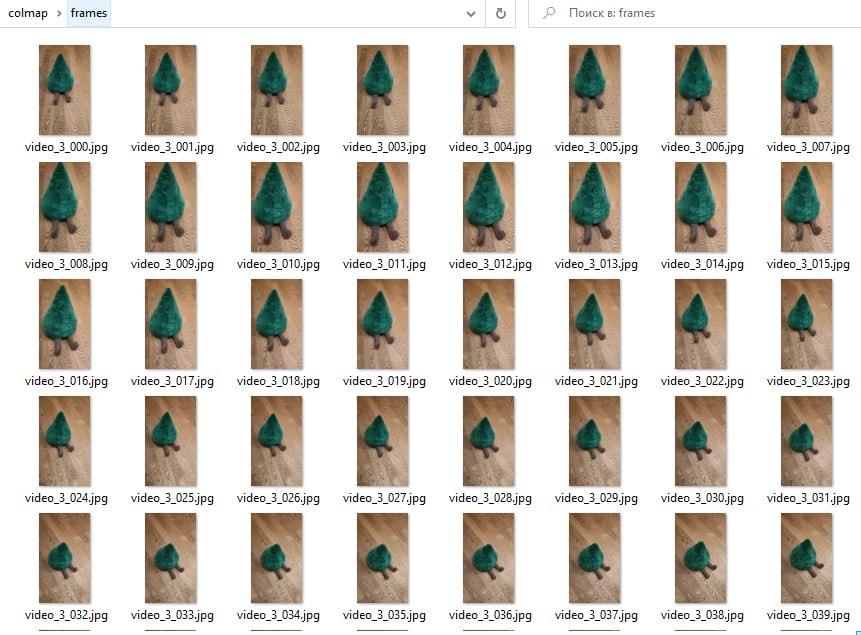 colmap > frames Поиск в: frames
video_3_000.jpg video_3_001.jpg video_3_002.jpg video_3_003.jpg video_3_004.jpg video_3_005.jpg video_3_006.jpg video_3_007.jpg
video_3_008.jpg video_3_009.jpg video_3_010.jpg video_3_011.jpg video_3_012.jpg video_3_013.jpg video_3_014.jpg video_3_015.jpg
video_3_016.jpg video_3_017.jpg video_3_018.jpg video_3_019.jpg video_3_020.jpg video_3_021.jpg video_3_022.jpg video_3_023.jpg
video_3_024.jpg video_3_025.jpg video_3_026.jpg video_3_027.jpg video_3_028.jpg video_3_029.jpg video_3_030.jpg video_3_031.jpg
video_3_032.jpg video_3_033.jpg video_3_034.jpg video_3_035.jpg video_3_036.jpg video_3_037.jpg video_3_038.jpg video_3_039.jpg